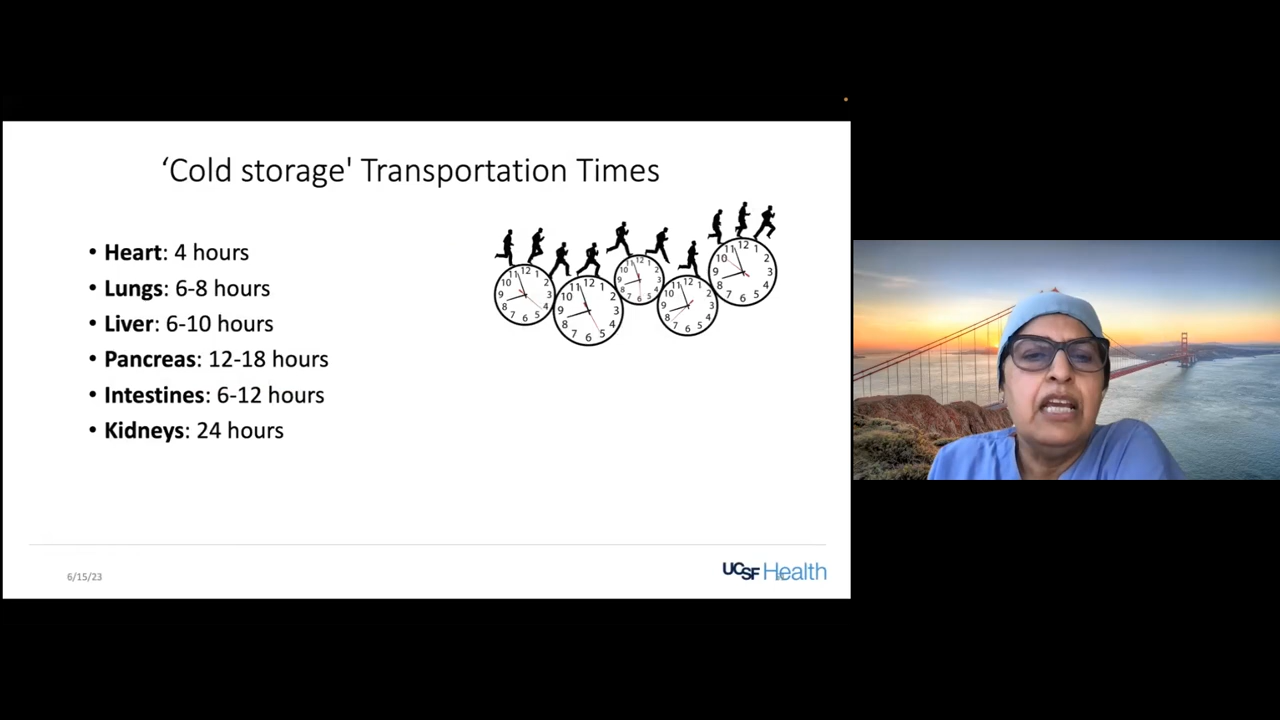 ‘Cold storage' Transportation Times
• Heart: 4 hours
• Lungs: 6-8 hours
• Liver: 6-10 hours
• Pancreas: 12-18 hours
• Intestines: 6-12 hours
• Kidneys: 24 hours
6/15/23
UCSF Health